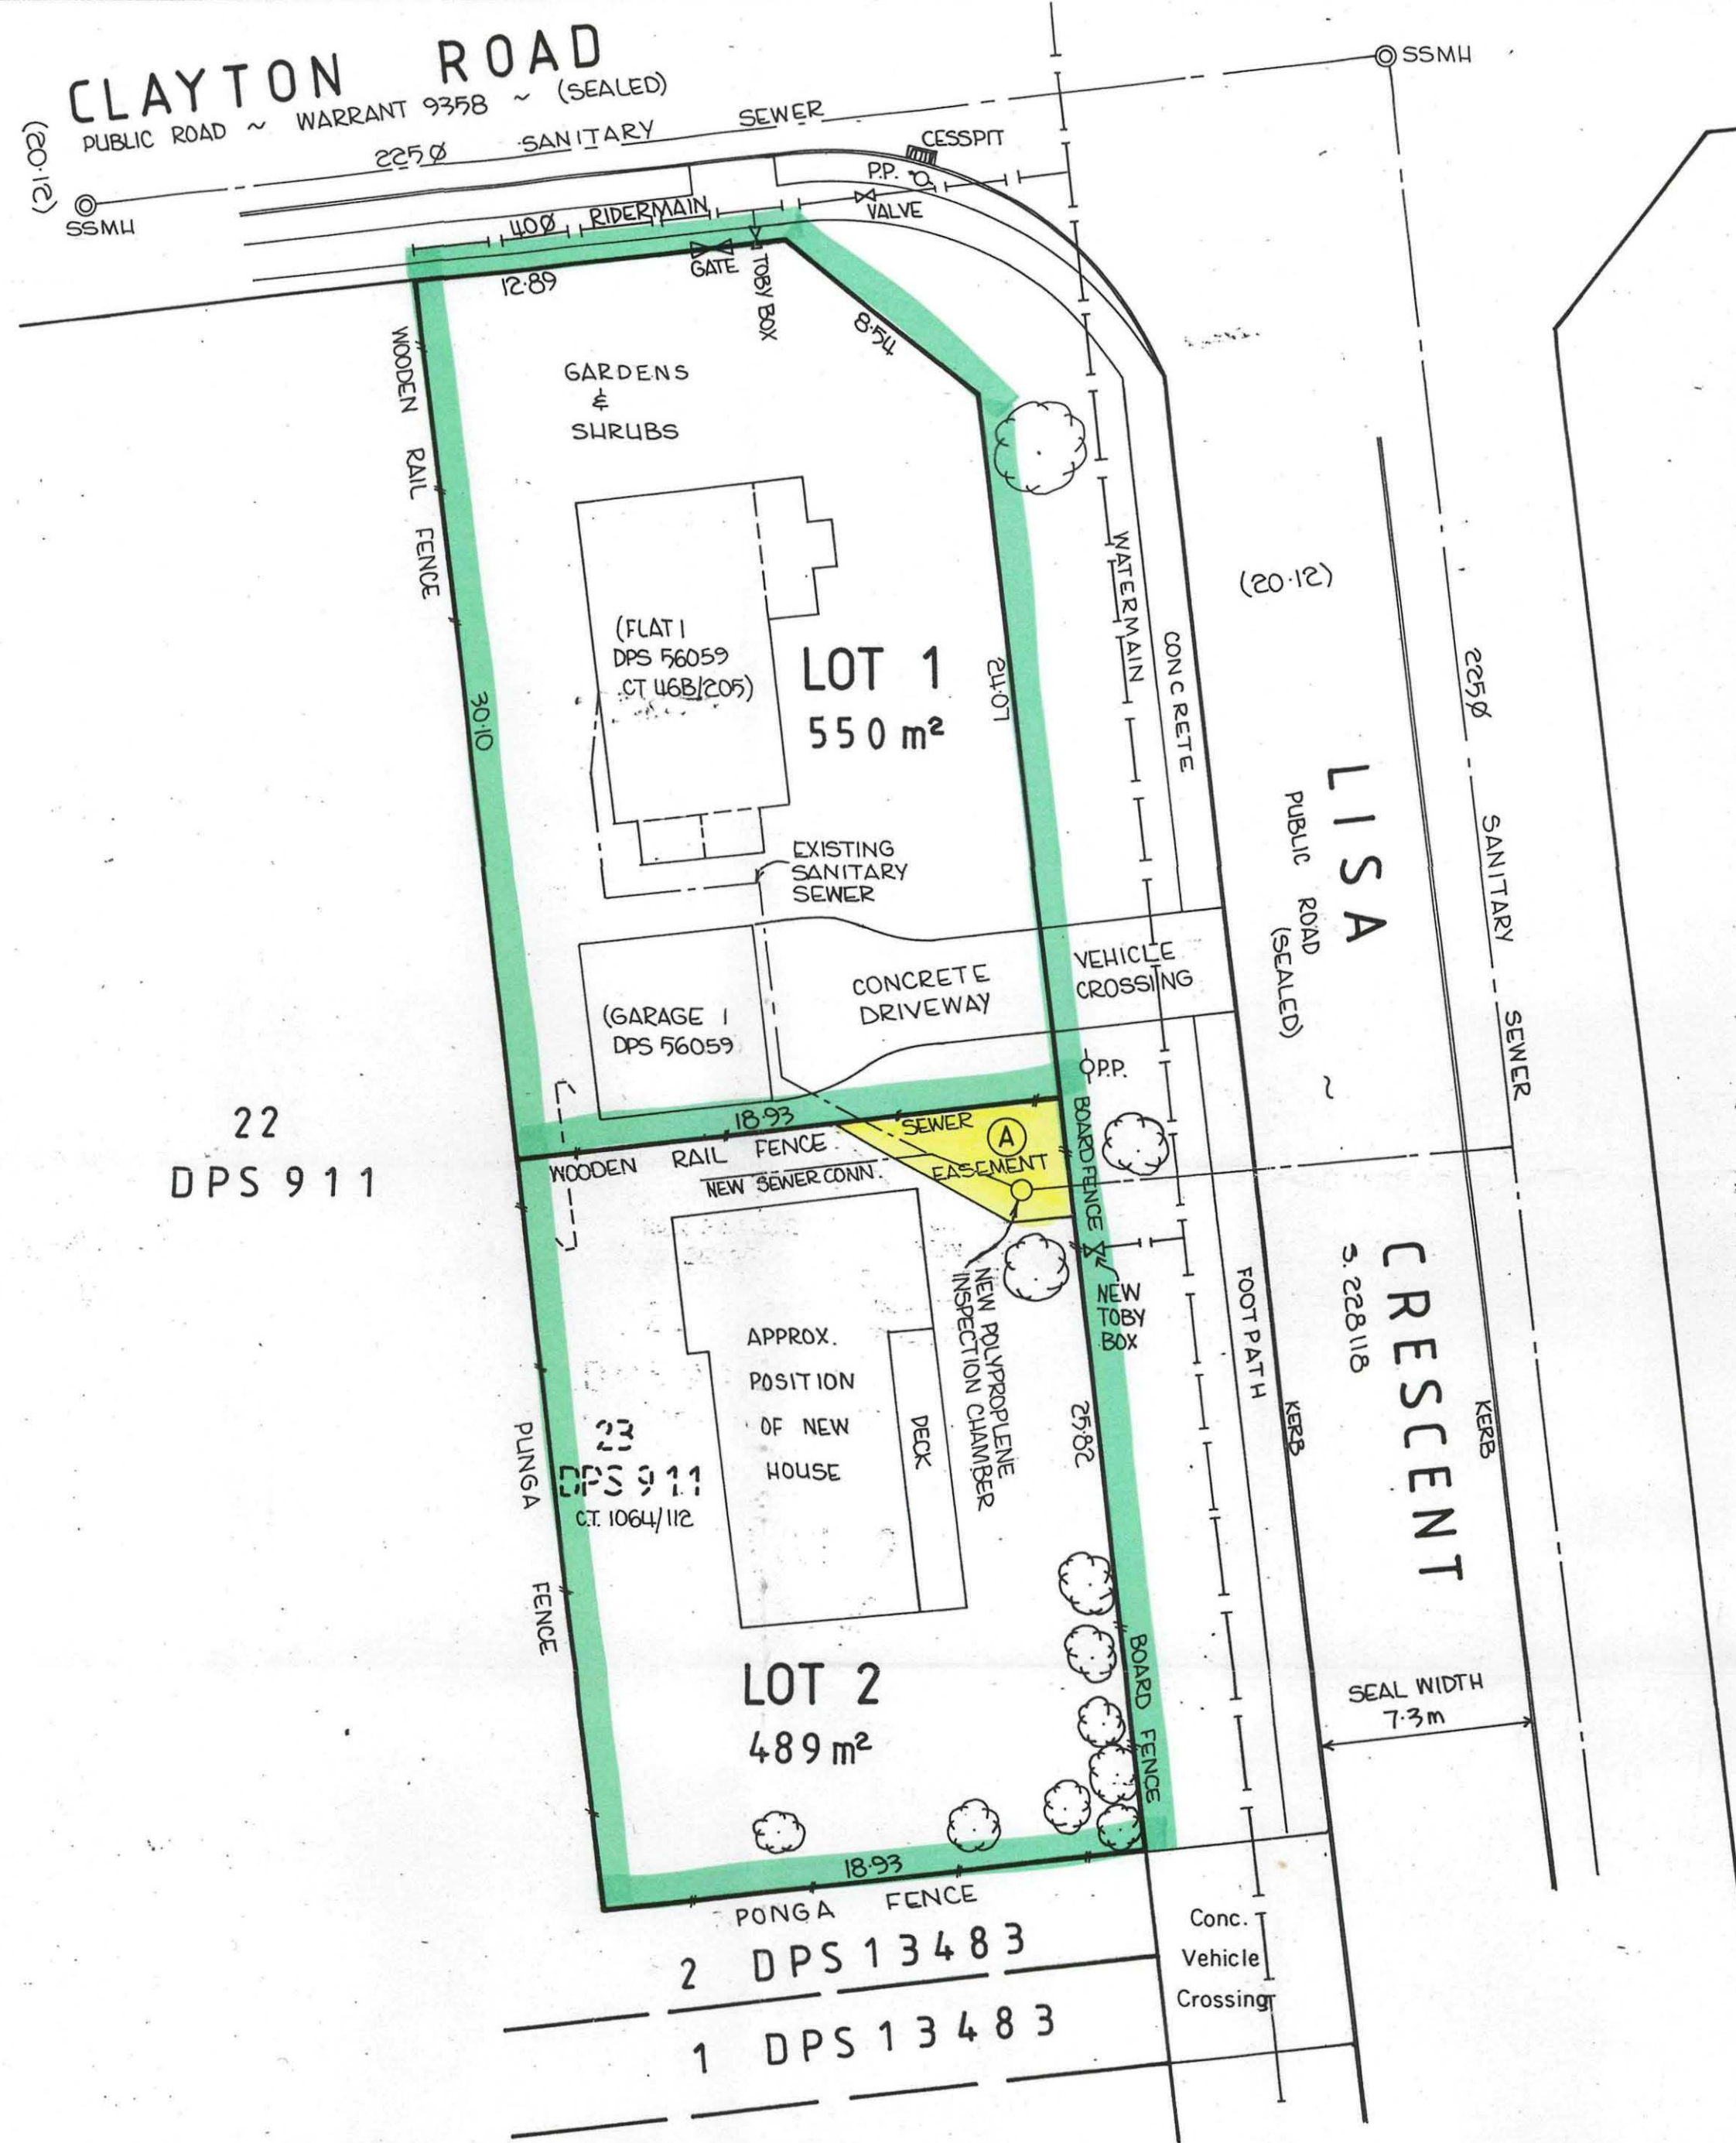 CLAYTON ROAD
PUBLIC ROAD ~ WARRANT 9358 ~ (SEALED)
(20·12)
225Ø SANITARY SEWER
SSMH
SSMH
CESSPIT
P.P.
VALVE
40Ø RIDERMAIN
GATE
TOBY BOX
12·89
8·54
WOODEN RAIL FENCE
GARDENS
&
SHRUBS
(FLAT 1
DPS 56059
CT 46B/205)
LOT 1
550 m²
30·10
24·07
WATERMAIN
CONCRETE
(20·12)
225Ø SANITARY SEWER
LISA CRESCENT
PUBLIC ROAD
(SEALED)
~
S. 228118
EXISTING
SANITARY
SEWER
CONCRETE
DRIVEWAY
VEHICLE
CROSSING
(GARAGE 1
DPS 56059
P.P.
22
DPS 911
18·93
WOODEN RAIL FENCE
NEW SEWER CONN.
SEWER
A
EASEMENT
BOARD FENCE
NEW
TOBY
BOX
NEW POLYPROPLENE
INSPECTION CHAMBER
APPROX.
POSITION
OF NEW
HOUSE
DECK
25·82
FOOTPATH
KERB
KERB
23
DPS 911
C.T. 1064/112
PUNGA FENCE
LOT 2
489 m²
BOARD FENCE
SEAL WIDTH
7·3m
18·93
PONGA FENCE
2 DPS 13483
1 DPS 13483
Conc.
Vehicle
Crossing